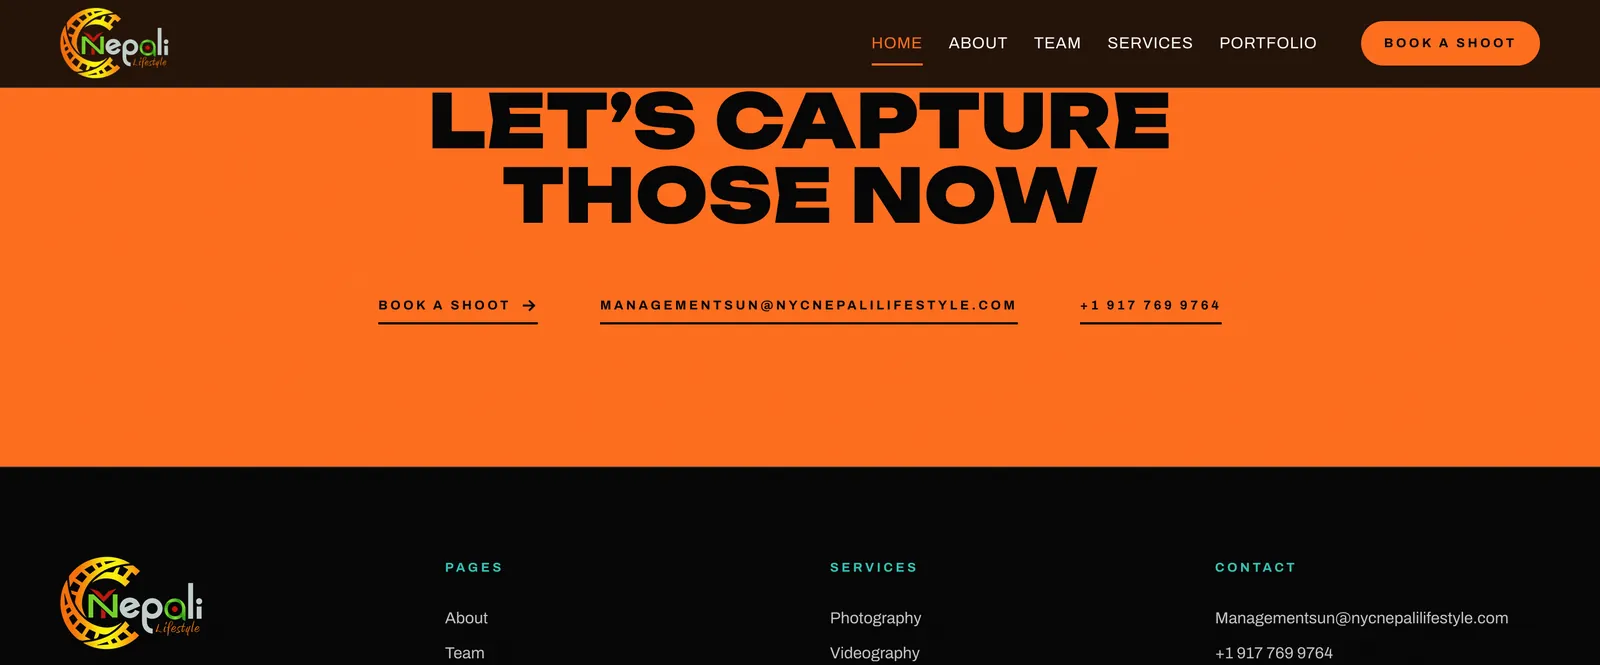 Nepali
Lifestyle
HOME ABOUT TEAM SERVICES PORTFOLIO BOOK A SHOOT
LET’S CAPTURE
THOSE NOW
BOOK A SHOOT → MANAGEMENTSUN@NYCNEPALILIFESTYLE.COM +1 917 769 9764
Nepali
Lifestyle
PAGES
About
Team
SERVICES
Photography
Videography
CONTACT
Managementsun@nycnepalilifestyle.com
+1 917 769 9764